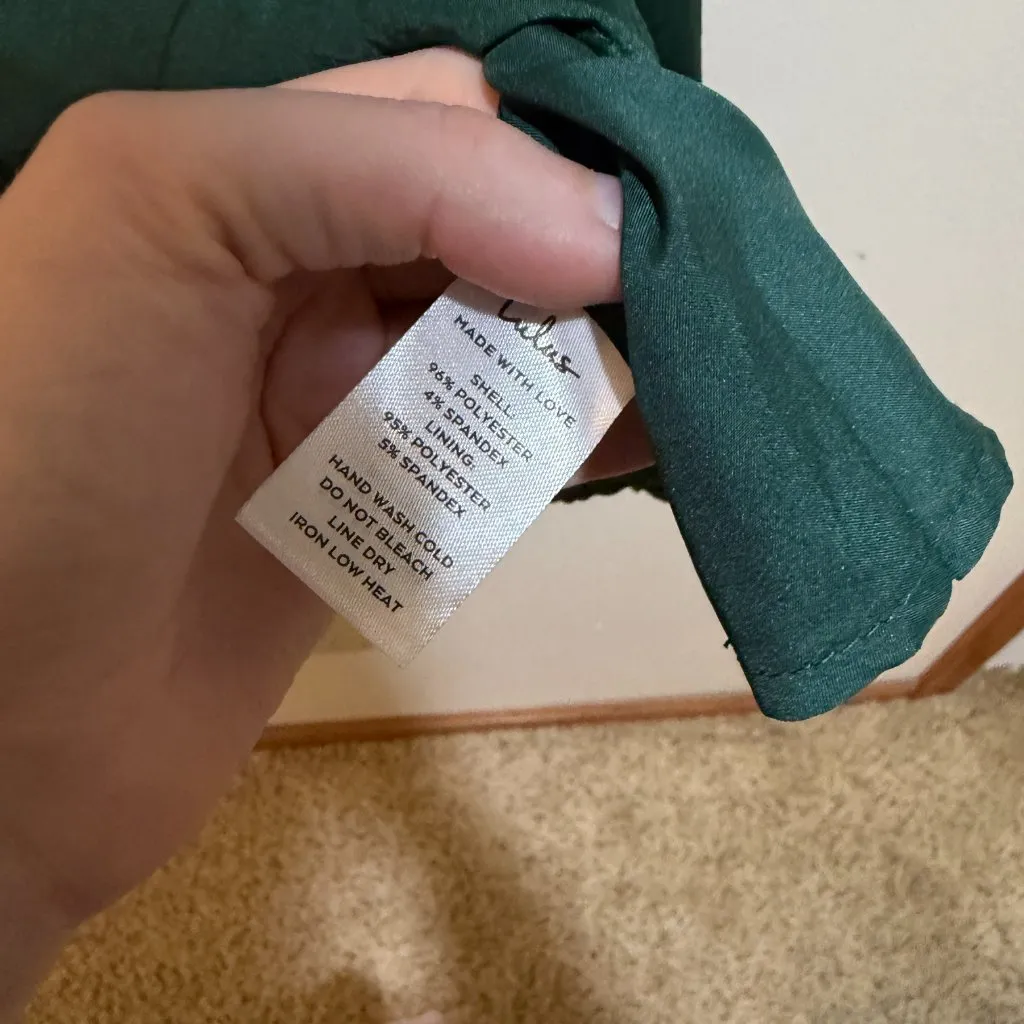 Lulus
MADE WITH LOVE
SHELL
96% POLYESTER
4% SPANDEX
LINING:
95% POLYESTER
5% SPANDEX
HAND WASH COLD
DO NOT BLEACH
LINE DRY
IRON LOW HEAT